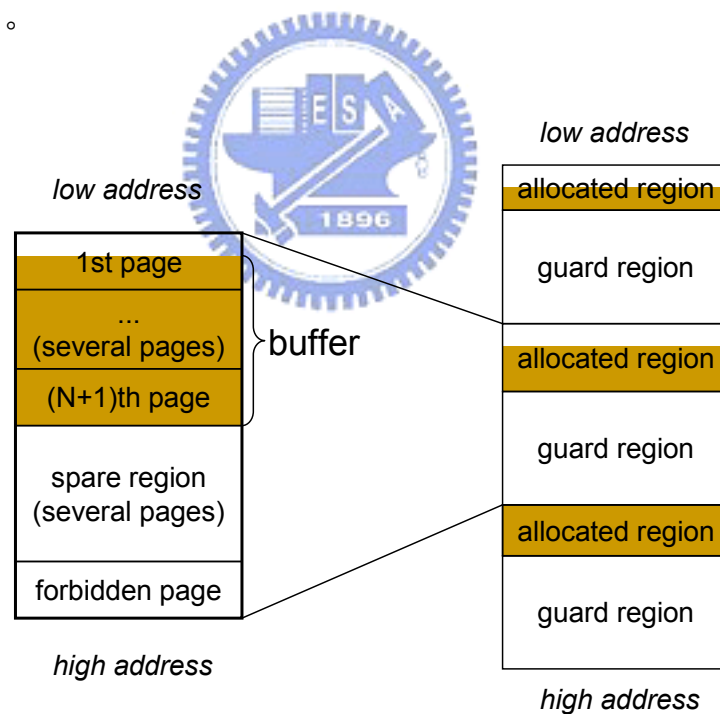 。
E S A
1896
low address
1st page
...
(several pages)
(N+1)th page
buffer
spare region
(several pages)
forbidden page
high address
low address
allocated region
guard region
allocated region
guard region
allocated region
guard region
high address